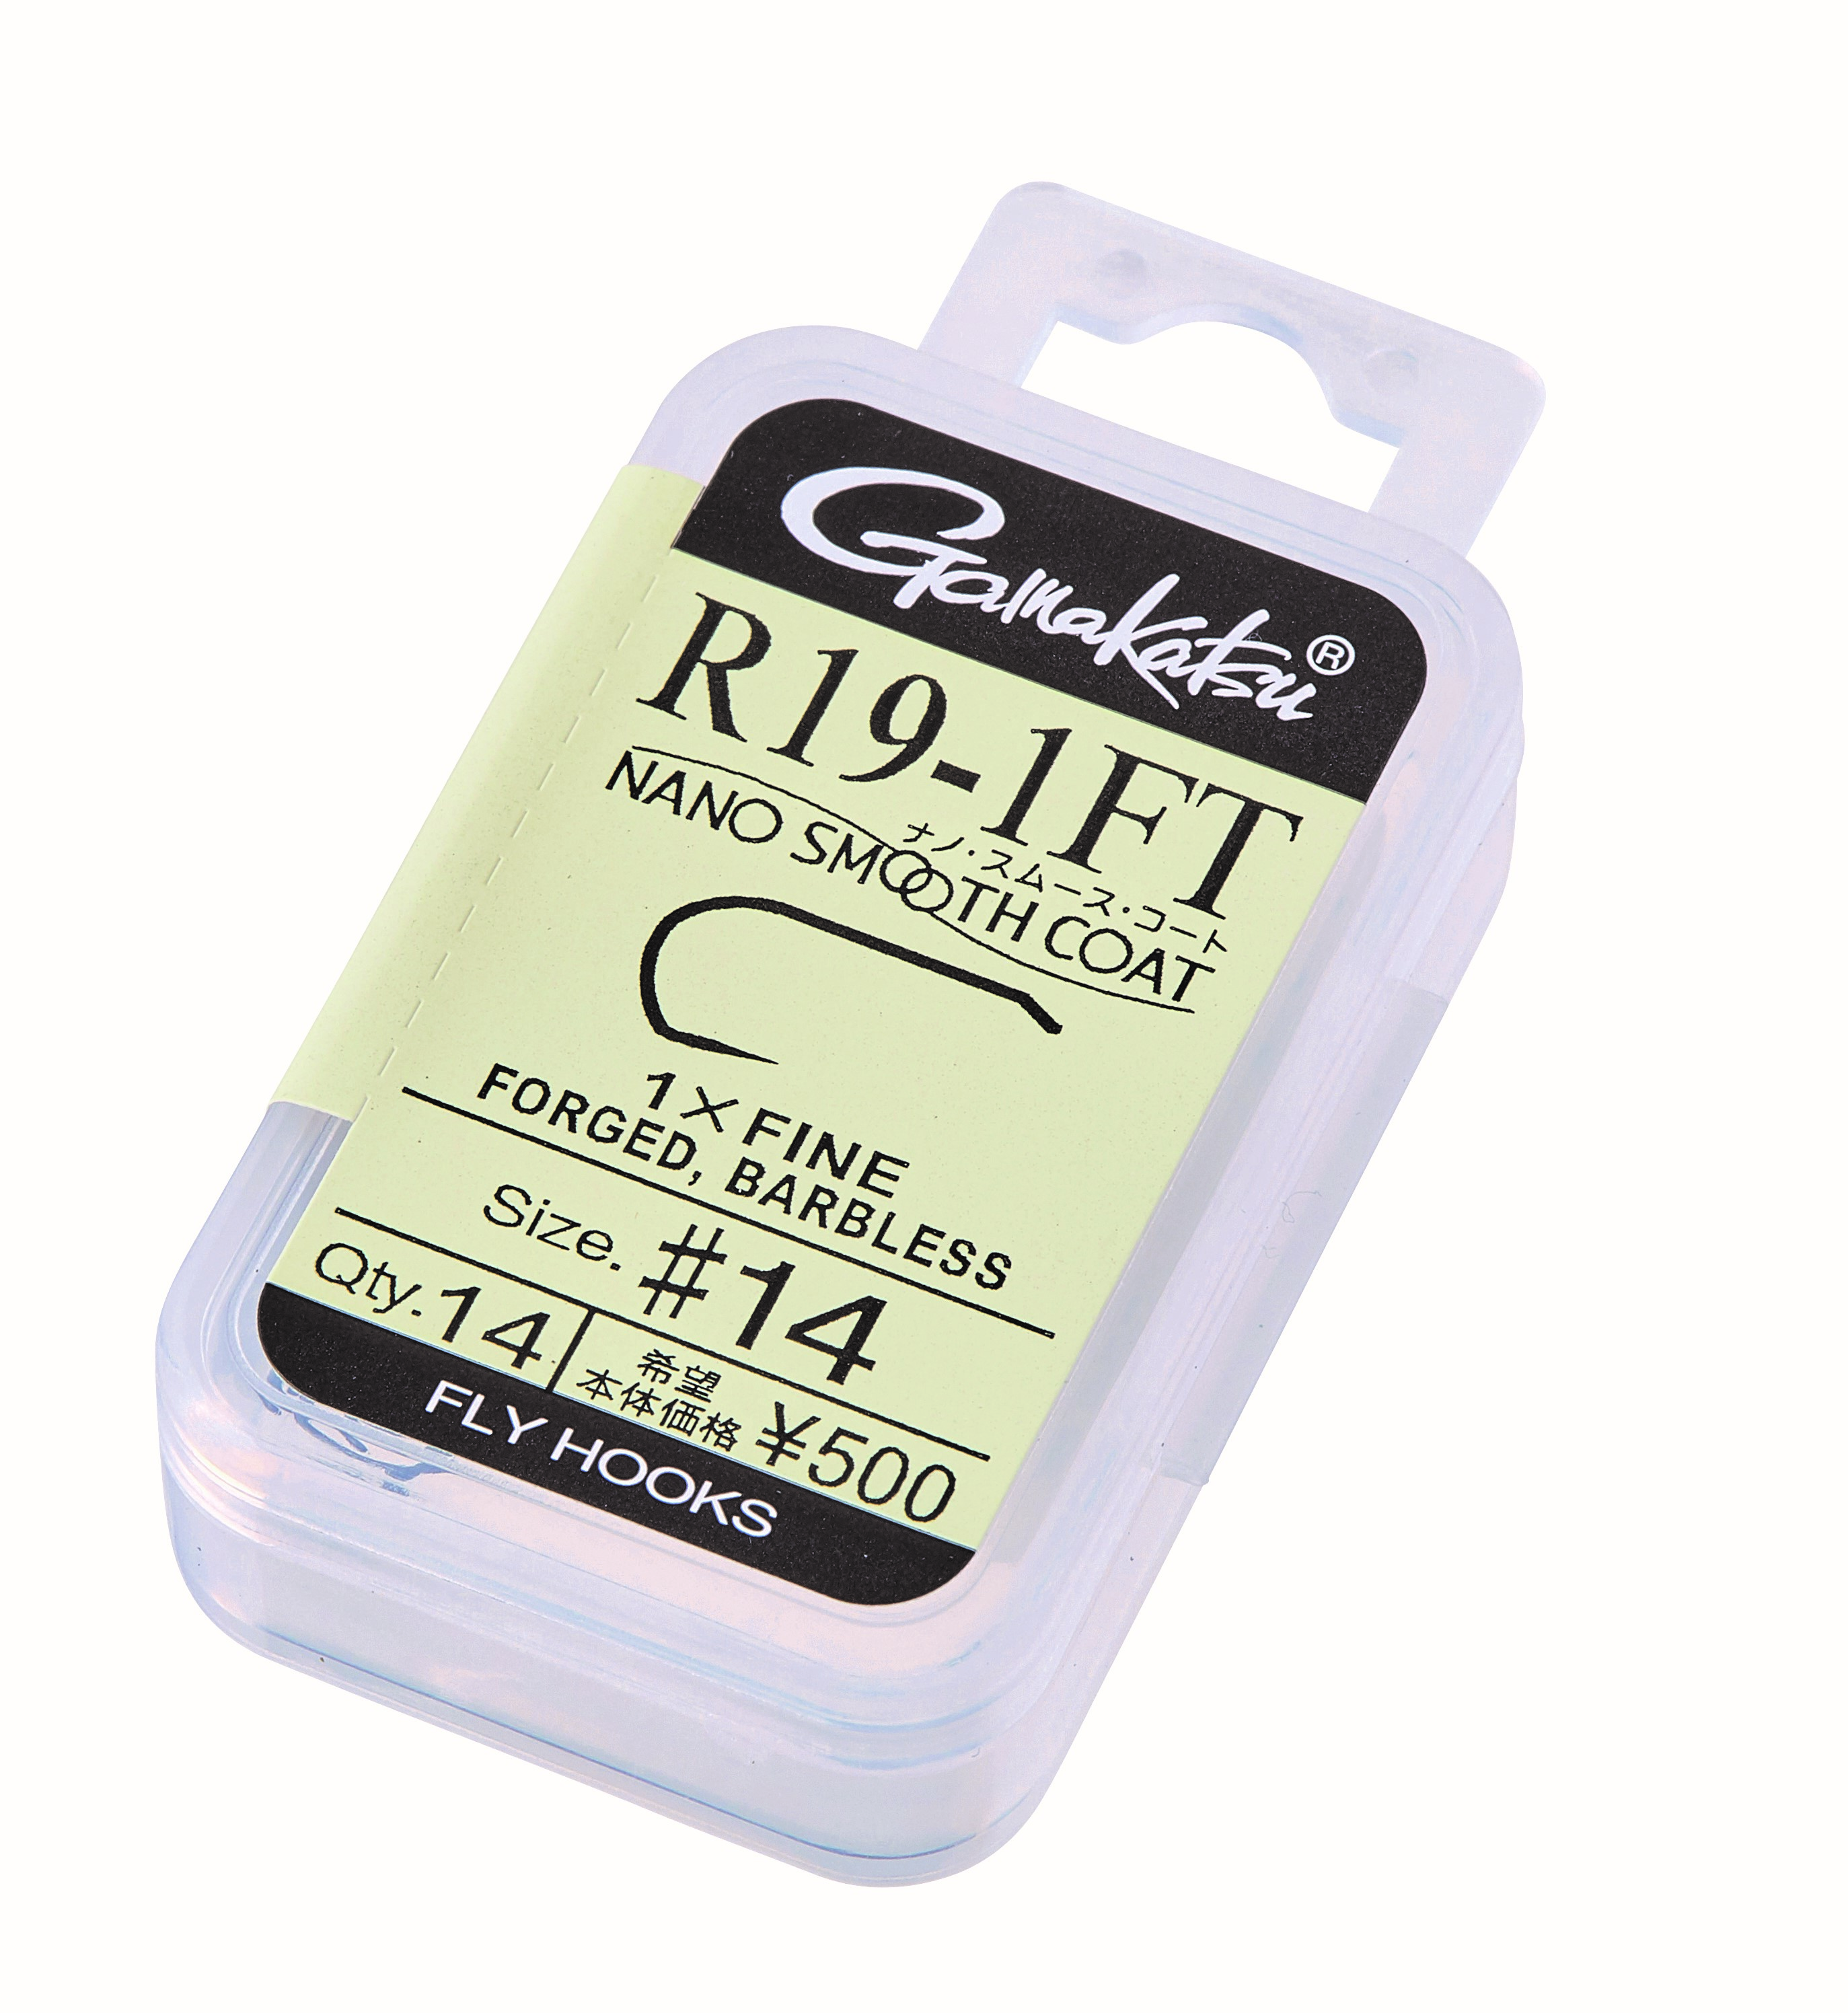 Gamakatsu®
R19-1FT
ナノ・スムース・コート
NANO SMOOTH COAT
1×FINE
FORGED, BARBLESS
Size. #14
Qty. 14
希望
本体価格 ¥500
FLY HOOKS